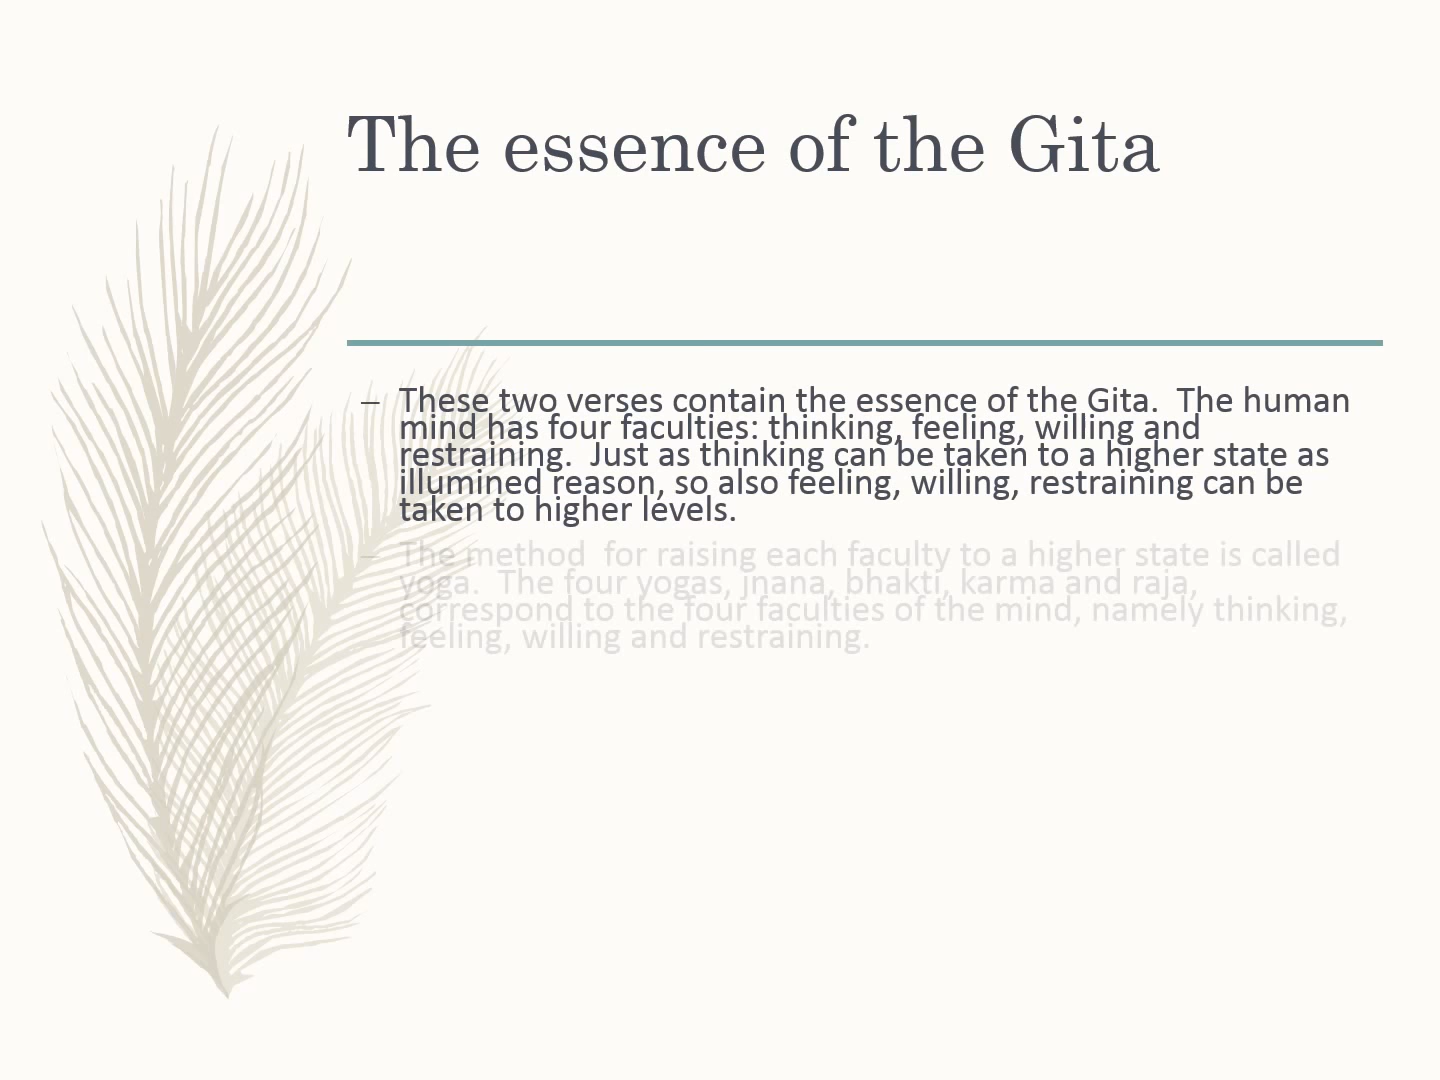 The essence of the Gita
– These two verses contain the essence of the Gita.  The human
mind has four faculties: thinking, feeling, willing and
restraining.  Just as thinking can be taken to a higher state as
illumined reason, so also feeling, willing, restraining can be
taken to higher levels.
– The method  for raising each faculty to a higher state is called
yoga.  The four yogas, jnana, bhakti, karma and raja,
correspond to the four faculties of the mind, namely thinking,
feeling, willing and restraining.